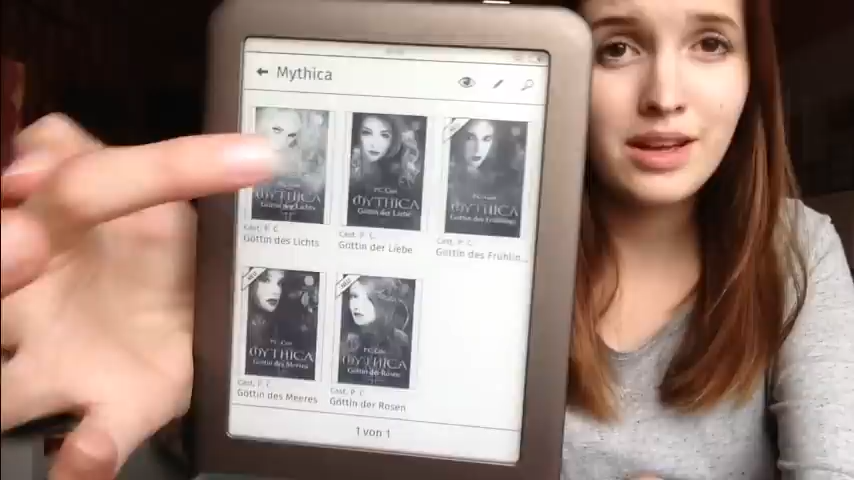 Mythica
MYTHICA
Göttin des Lichts
P.C. Cast
MYTHICA
Göttin der Liebe
MYTHICA
Göttin des Frühlings
Cast, P. C.
Göttin des Lichts
Cast, P. C.
Göttin der Liebe
Cast, P. C.
Göttin des Frühlin...
NEU
P.C. Cast
MYTHICA
Göttin des Meeres
NEU
P.C. Cast
MYTHICA
Göttin der Rosen
Cast, P. C.
Göttin des Meeres
Cast, P. C.
Göttin der Rosen
1 von 1